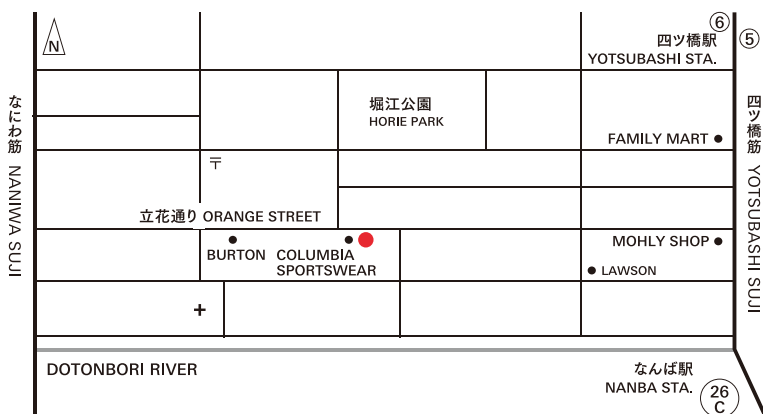 N
⑥
四ツ橋駅
YOTSUBASHI STA.
⑤
堀江公園
HORIE PARK
なにわ筋 NANIWA SUJI
四ツ橋筋 YOTSUBASHI SUJI
FAMILY MART
〒
立花通り ORANGE STREET
BURTON
COLUMBIA
SPORTSWEAR
MOHLY SHOP
LAWSON
DOTONBORI RIVER
なんば駅
NANBA STA.
26
C